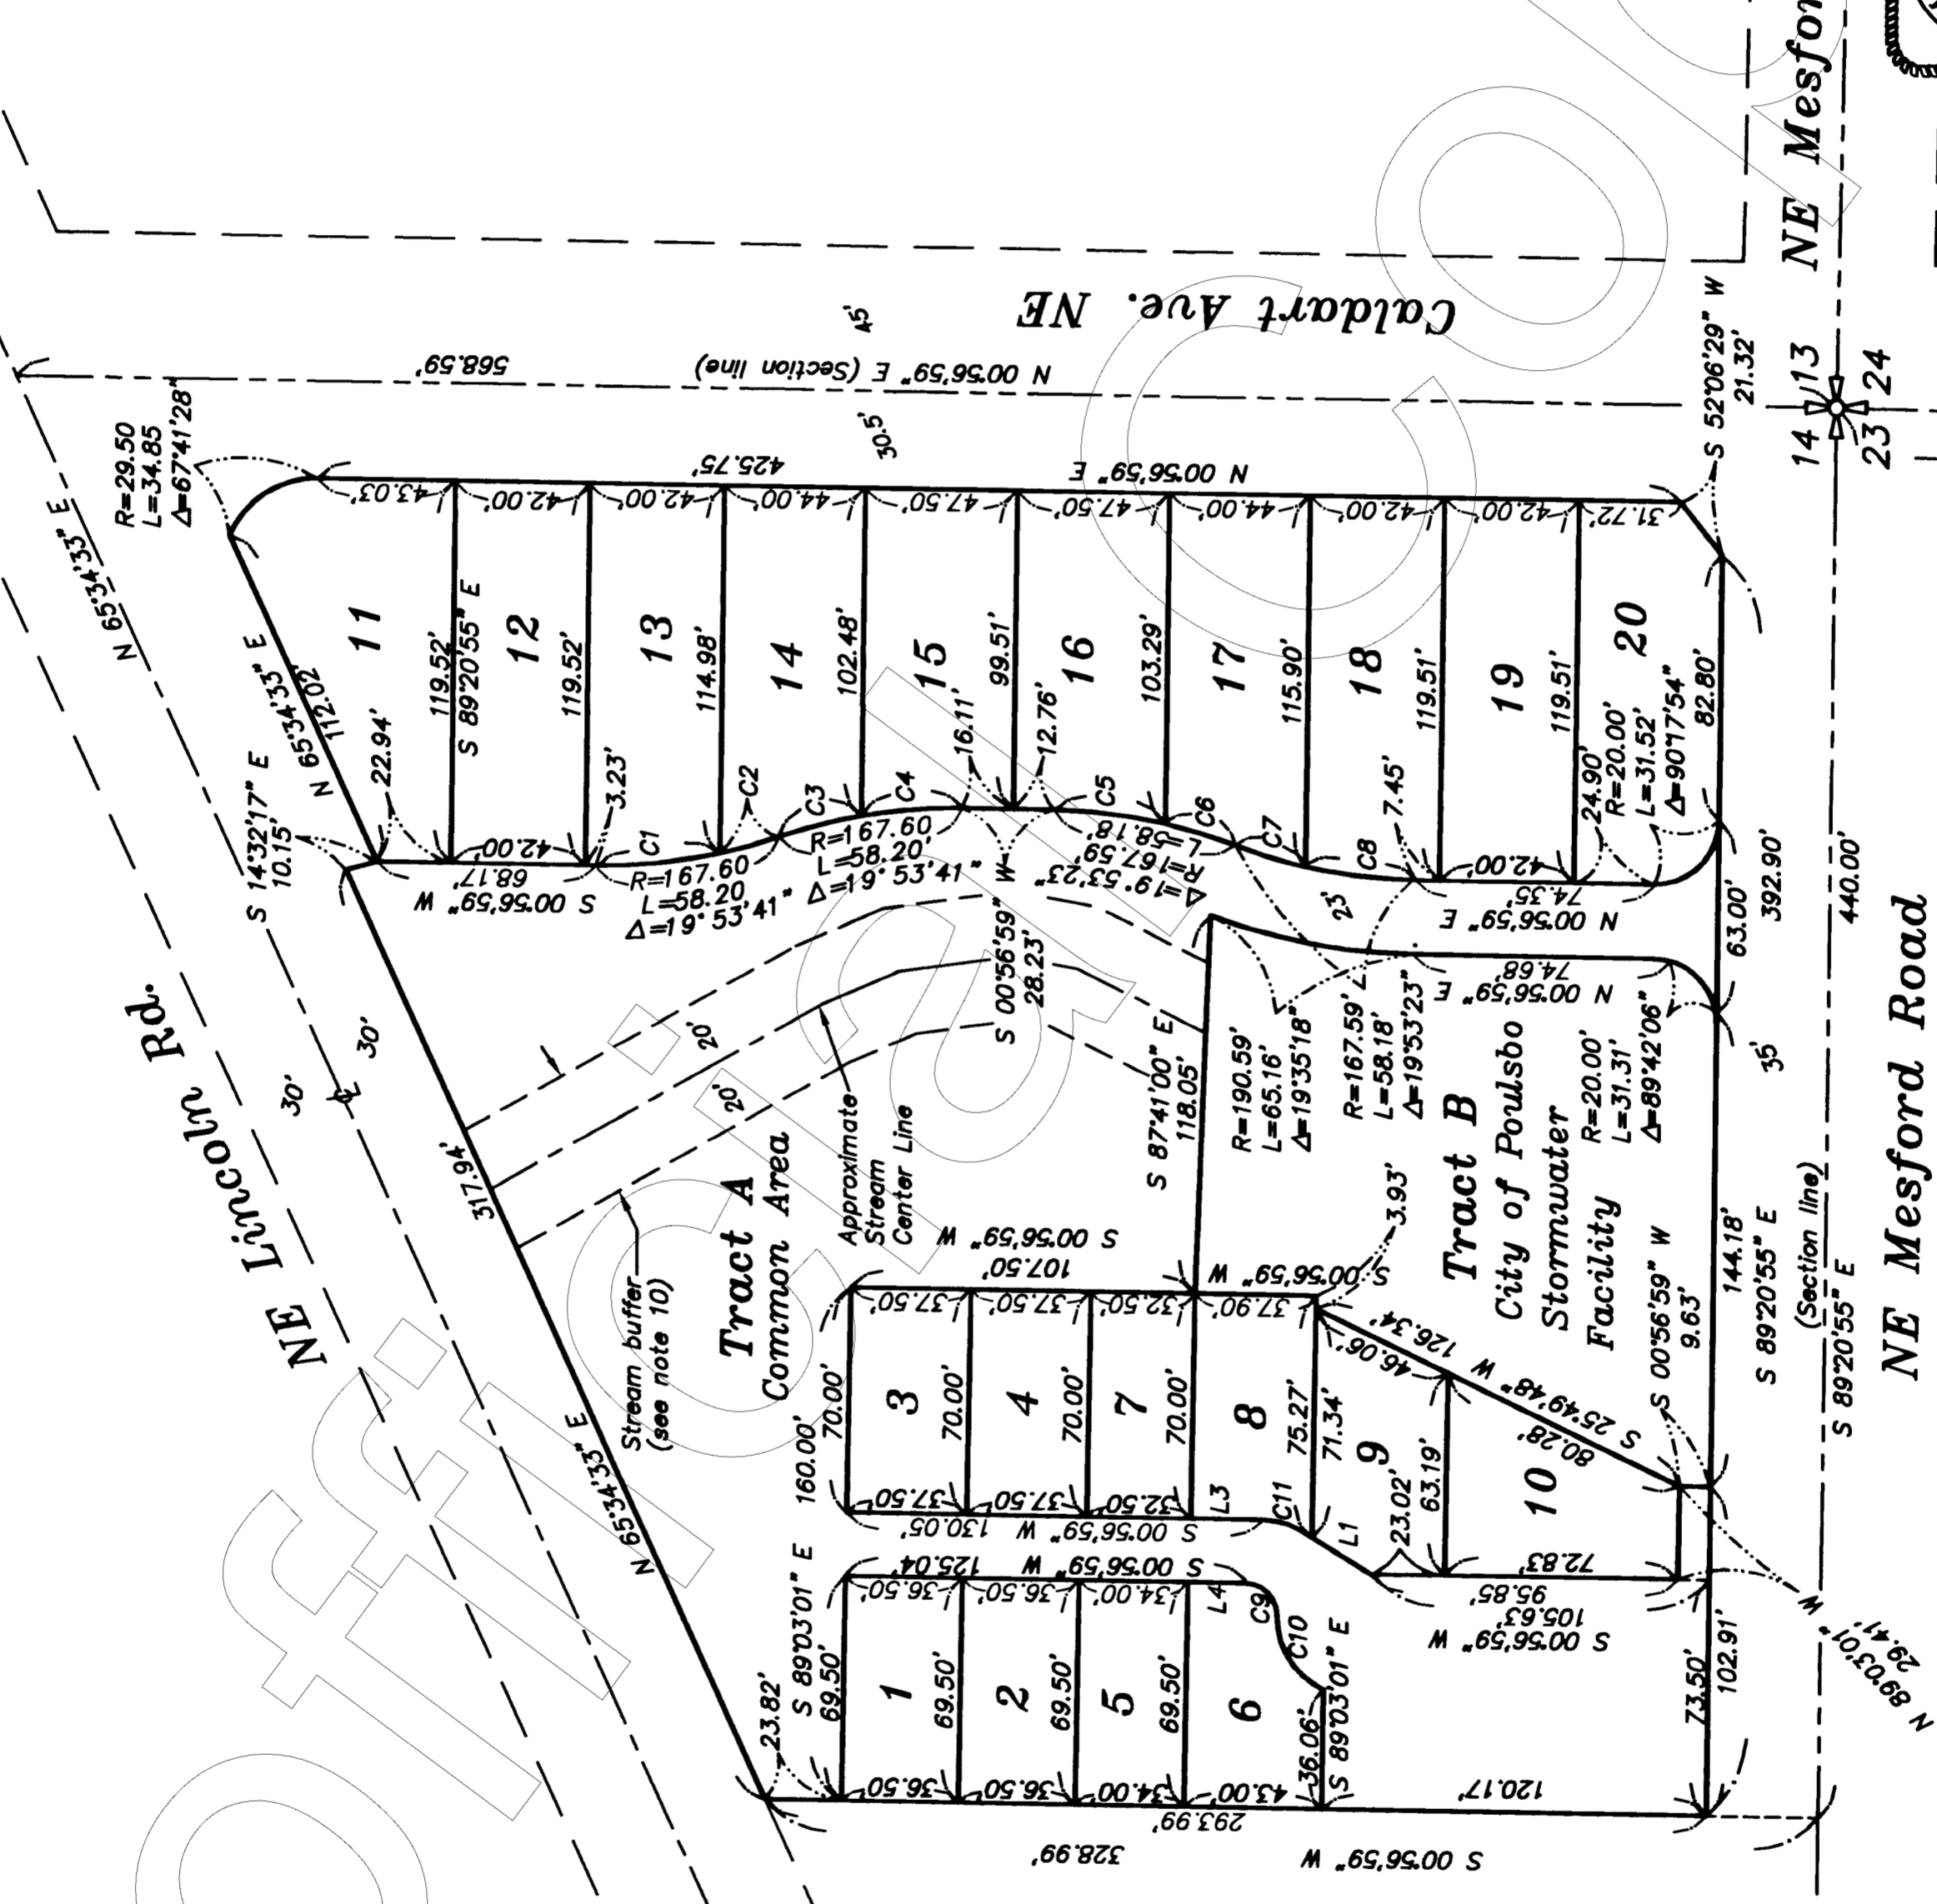 NE Lincoln Rd.
30'
30'
℄
N 65°34'33" E
R=29.50
L=34.85
Δ=67°41'28"
568.59'
N 00°56'59" E (Section line)
45'
30.5'
Caldart Ave. NE
S 14°32'17" E
10.15'
N 65°34'33" E
112.02'
425.75'
N 00°56'59" E
43.03'
42.00'
42.00'
44.00'
47.50'
47.50'
44.00'
42.00'
42.00'
31.72'
11
22.94'
119.52'
S 89°20'55" E
12
119.52'
3.23'
13
114.98'
14
102.48'
15
16.11'
99.51'
12.76'
16
103.29'
17
115.90'
18
119.51'
7.45'
19
119.51'
20
24.90'
R=20.00'
L=31.52'
Δ=90°17'54"
82.80'
42.00'
68.17'
S 00°56'59" W
C1
C2
C3
C4
C5
C6
C7
C8
R=167.60
L=58.20
Δ=19°53'41"
R=167.60
L=58.20'
Δ=19°53'41"
L=58.18'
R=167.59'
Δ=19°53'23"
S 00°56'59" W
28.23'
23'
42.00'
74.35'
N 00°56'59" E
74.68'
N 00°56'59" E
63.00'
392.90'
440.00'
S 52°06'29" W
21.32'
14
13
23
24
NE Mesfor
317.94'
N 65°34'33" E
20'
20'
Approximate
Stream
Center Line
Stream buffer
(see note 10)
Tract A
Common Area
S 87°41'00" E
118.05'
R=190.59'
L=65.16'
Δ=19°35'18"
R=167.59'
L=58.18'
Δ=19°53'23"
Tract B
City of Poulsbo
Stormwater
Facility
R=20.00'
L=31.31'
Δ=89°42'06"
35'
S 00°56'59" W
107.50'
S 00°56'59" W
37.50'
37.50'
32.50'
37.90'
3.93'
160.00'
70.00'
3
70.00'
4
70.00'
7
70.00'
8
75.27'
71.34'
9
46.06'
126.34'
S 25°49'48" W
80.28'
23.02'
63.19'
10
S 00°56'59" W
9.63'
144.18'
S 89°20'55" E
(Section line)
S 89°20'55" E
NE Mesford Road
37.50'
37.50'
32.50'
L3
C11
L1
130.05'
S 00°56'59" W
125.04'
S 00°56'59" W
72.83'
95.85'
105.63'
S 00°56'59" W
23.82'
S 89°03'01" E
69.50'
36.50'
36.50'
34.00'
L4
C9
C10
1
69.50'
2
69.50'
5
69.50'
6
36.06'
S 89°03'01" E
36.50'
36.50'
34.00'
43.00'
120.17'
293.99'
328.99'
S 00°56'59" W
73.50'
102.91'
N 89°03'01" W
29.41'